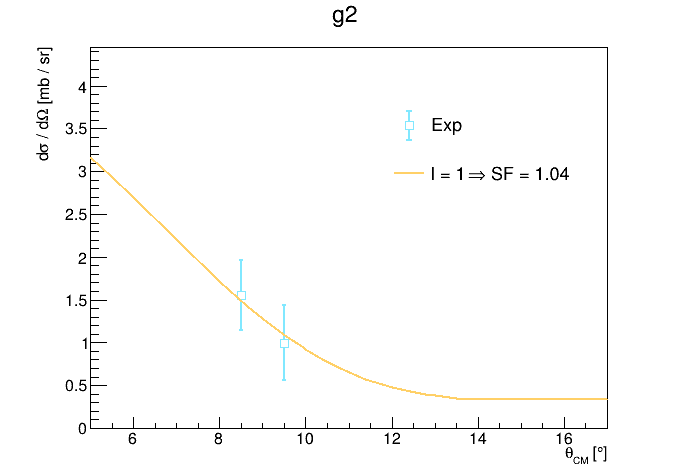 g2
dσ / dΩ [mb / sr]
4
3.5
3
2.5
2
1.5
1
0.5
0
Exp
l = 1 ⇒ SF = 1.04
6 8 10 12 14 16
θCM [°]